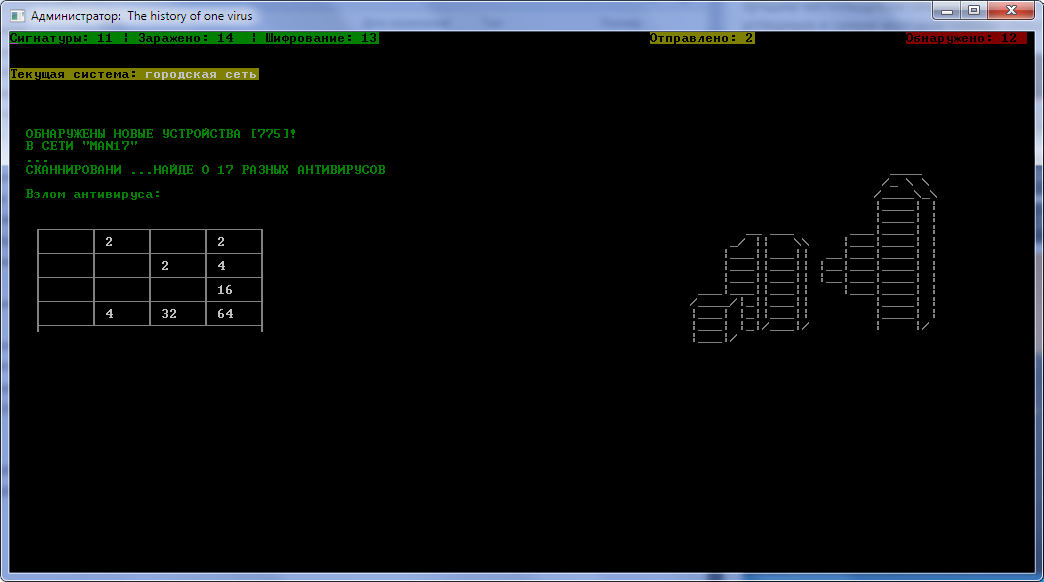 Администратор: The history of one virus
Сигнатуры: 11 | Заражено: 14 | Шифрование: 13 Отправлено: 2 Обнаружено: 12
Текущая система: городская сеть
ОБНАРУЖЕНЫ НОВЫЕ УСТРОЙСТВА [775]!
В СЕТИ "MAN17"
...
СКАННИРОВАНИ ...НАЙДЕ О 17 РАЗНЫХ АНТИВИРУСОВ
Взлом антивируса:
2 2
2 4
16
4 32 64